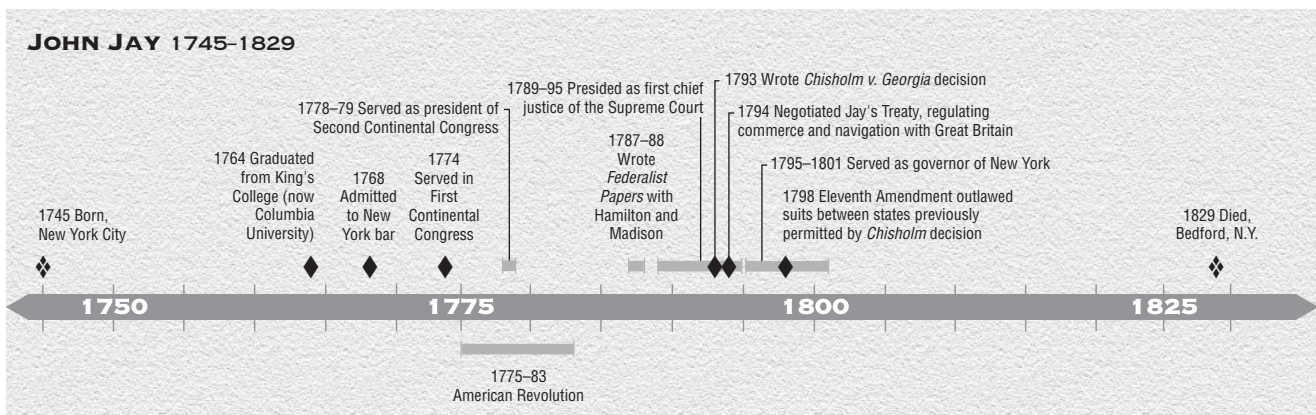 JOHN JAY 1745–1829
1745 Born,
New York City
1764 Graduated
from King's
College (now
Columbia
University)
1768
Admitted
to New
York bar
1774
Served in
First
Continental
Congress
1778–79 Served as president of
Second Continental Congress
1787–88
Wrote
Federalist
Papers with
Hamilton and
Madison
1789–95 Presided as first chief
justice of the Supreme Court
1793 Wrote Chisholm v. Georgia decision
1794 Negotiated Jay's Treaty, regulating
commerce and navigation with Great Britain
1795–1801 Served as governor of New York
1798 Eleventh Amendment outlawed
suits between states previously
permitted by Chisholm decision
1829 Died,
Bedford, N.Y.
1750
1775
1800
1825
1775–83
American Revolution